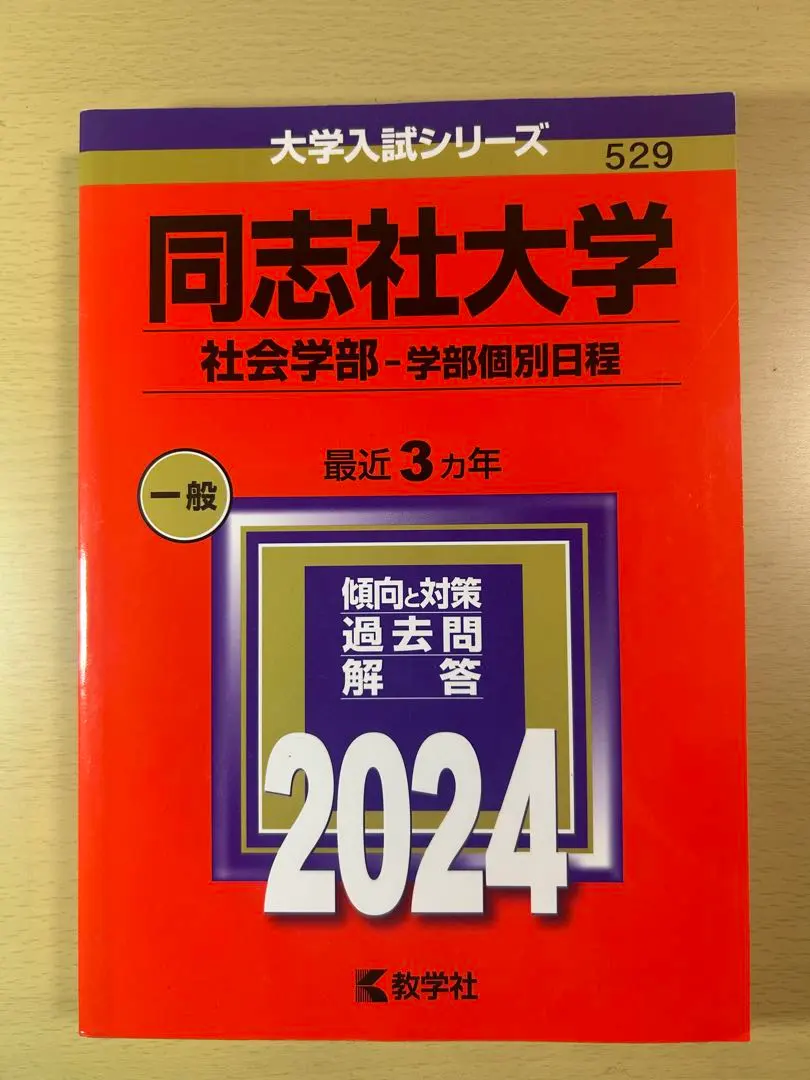 大学入試シリーズ
529
同志社大学
社会学部-学部個別日程
最近3ヵ年
一般
傾向と対策
過去問
解答
2024
教学社